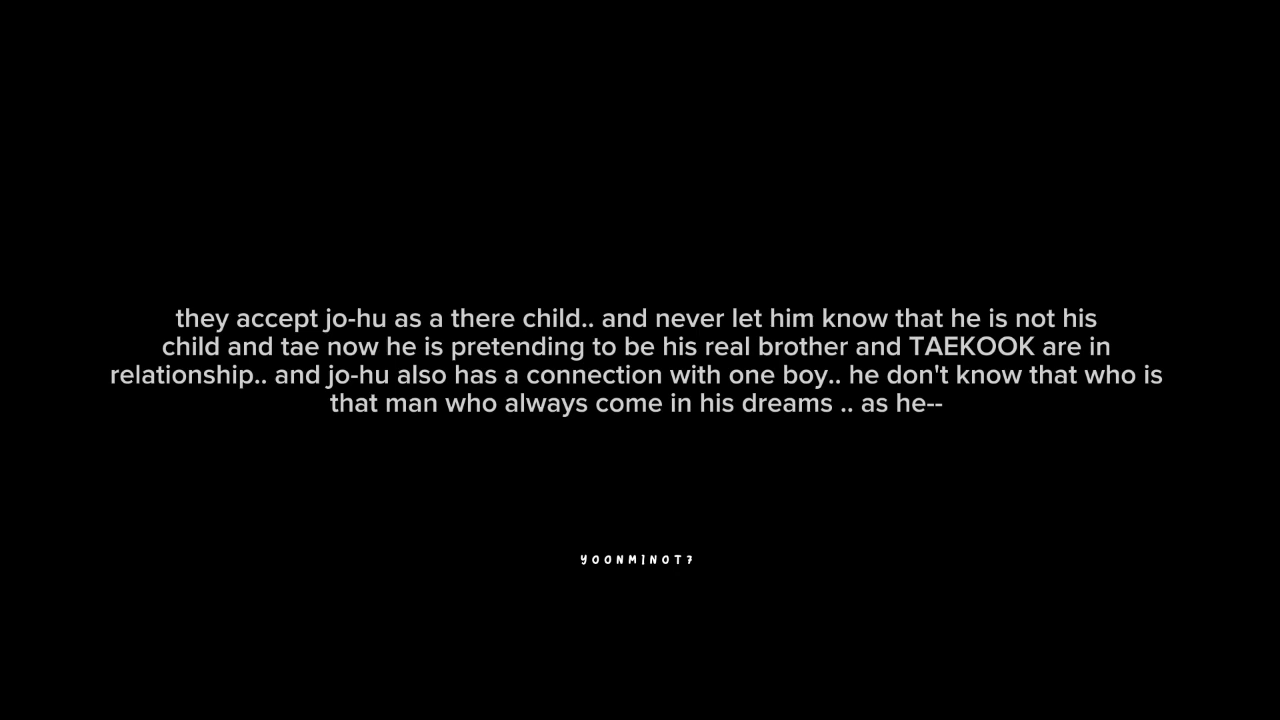 they accept jo-hu as a there child.. and never let him know that he is not his
child and tae now he is pretending to be his real brother and TAEKOOK are in
relationship.. and jo-hu also has a connection with one boy.. he don't know that who is
that man who always come in his dreams .. as he--
YOONMINOT7